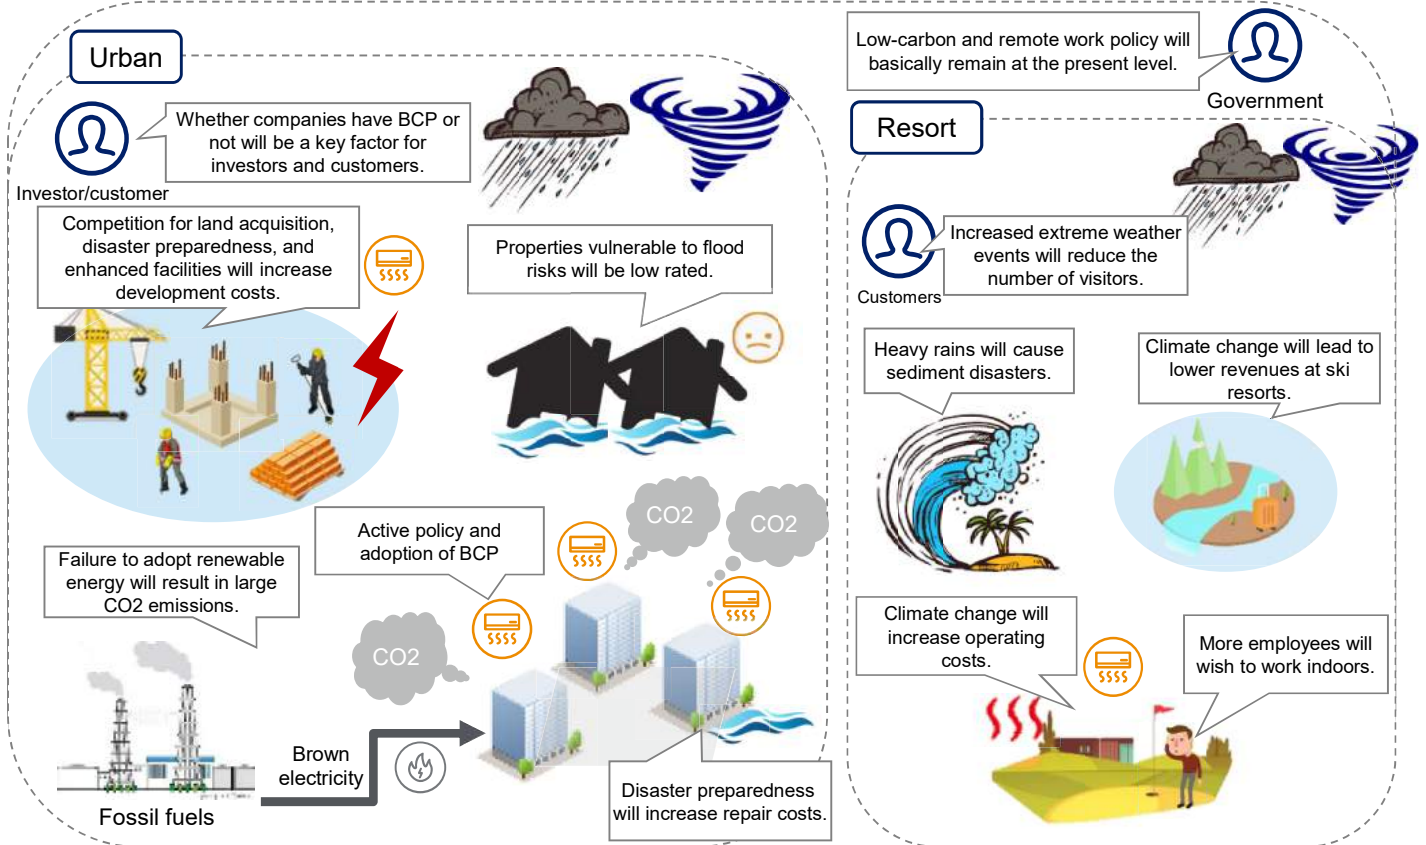 Urban
Whether companies have BCP or
not will be a key factor for
investors and customers.
Investor/customer
Competition for land acquisition,
disaster preparedness, and
enhanced facilities will increase
development costs.
Properties vulnerable to flood
risks will be low rated.
Failure to adopt renewable
energy will result in large
CO2 emissions.
Active policy and
adoption of BCP
CO2
CO2
CO2
Brown
electricity
Fossil fuels
Disaster preparedness
will increase repair costs.
Low-carbon and remote work policy will
basically remain at the present level.
Government
Resort
Increased extreme weather
events will reduce the
number of visitors.
Customers
Heavy rains will cause
sediment disasters.
Climate change will lead to
lower revenues at ski
resorts.
Climate change will
increase operating
costs.
More employees will
wish to work indoors.